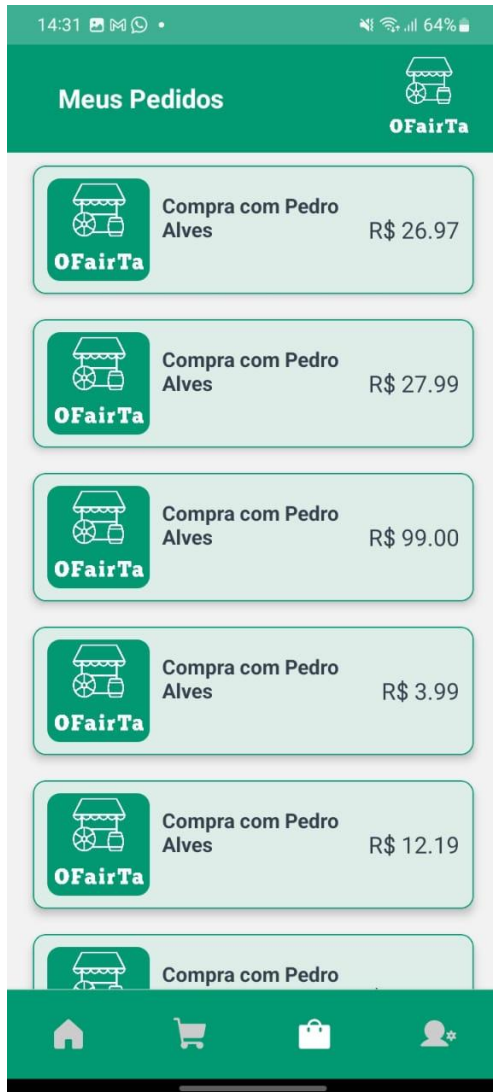 14:31 64%
Meus Pedidos
OFairTa
Compra com Pedro
Alves
R$ 26.97
OFairTa
Compra com Pedro
Alves
R$ 27.99
OFairTa
Compra com Pedro
Alves
R$ 99.00
OFairTa
Compra com Pedro
Alves
R$ 3.99
OFairTa
Compra com Pedro
Alves
R$ 12.19
OFairTa
Compra com Pedro